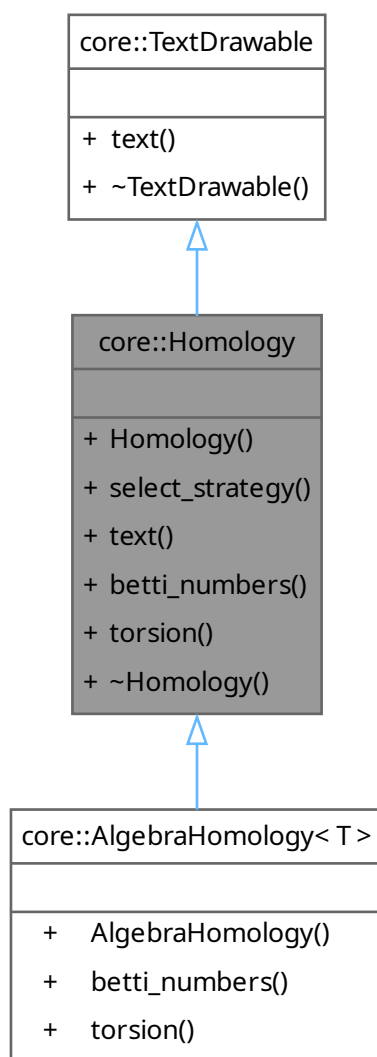 core::TextDrawable
+ text()
+ ~TextDrawable()
core::Homology
+ Homology()
+ select_strategy()
+ text()
+ betti_numbers()
+ torsion()
+ ~Homology()
core::AlgebraHomology< T >
+ AlgebraHomology()
+ betti_numbers()
+ torsion()